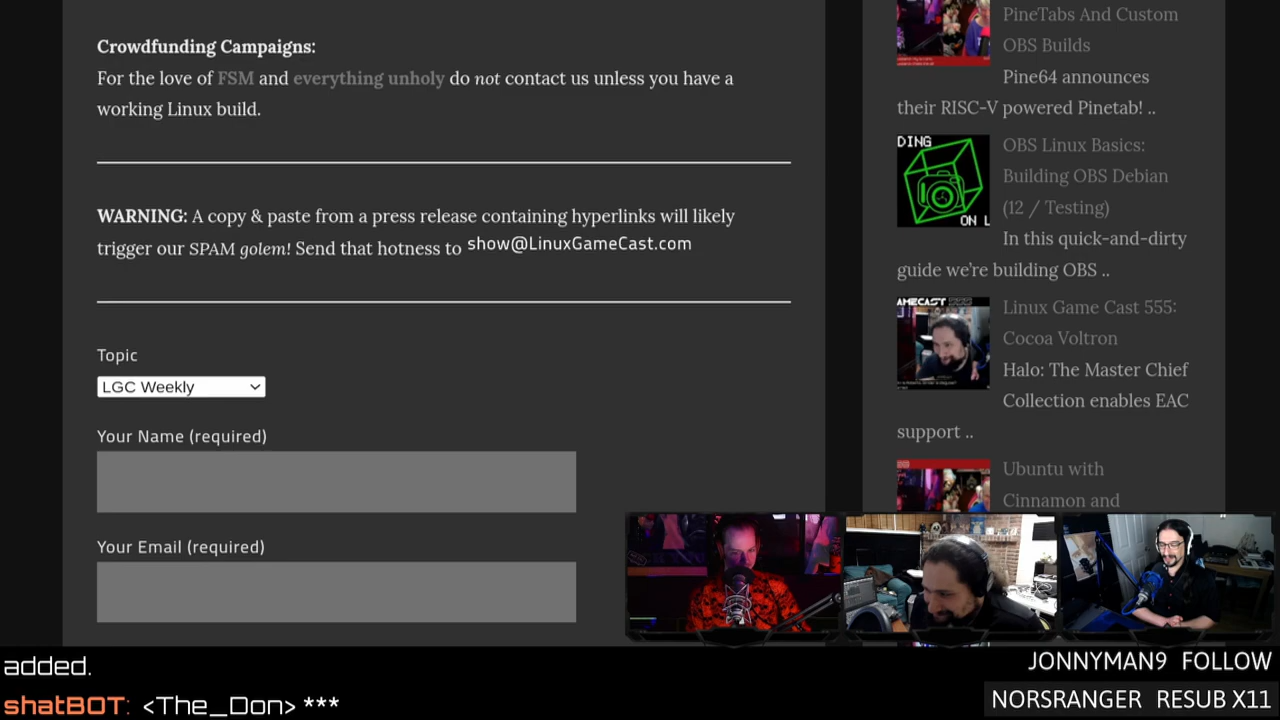 Crowdfunding Campaigns:
For the love of FSM and everything unholy do not contact us unless you have a
working Linux build.
WARNING: A copy & paste from a press release containing hyperlinks will likely
trigger our SPAM golem! Send that hotness to show@LinuxGameCast.com
Topic
LGC Weekly
Your Name (required)
Your Email (required)
PineTabs And Custom
OBS Builds
Pine64 announces
their RISC-V powered Pinetab! ..
DING
ON L
OBS Linux Basics:
Building OBS Debian
(12 / Testing)
In this quick-and-dirty
guide we're building OBS ..
AMECAST
Linux Game Cast 555:
Cocoa Voltron
Halo: The Master Chief
Collection enables EAC
support ..
Ubuntu with
Cinnamon and
added.
shatBOT: <The_Don> ***
JONNYMAN9 FOLLOW
NORSRANGER RESUB X11